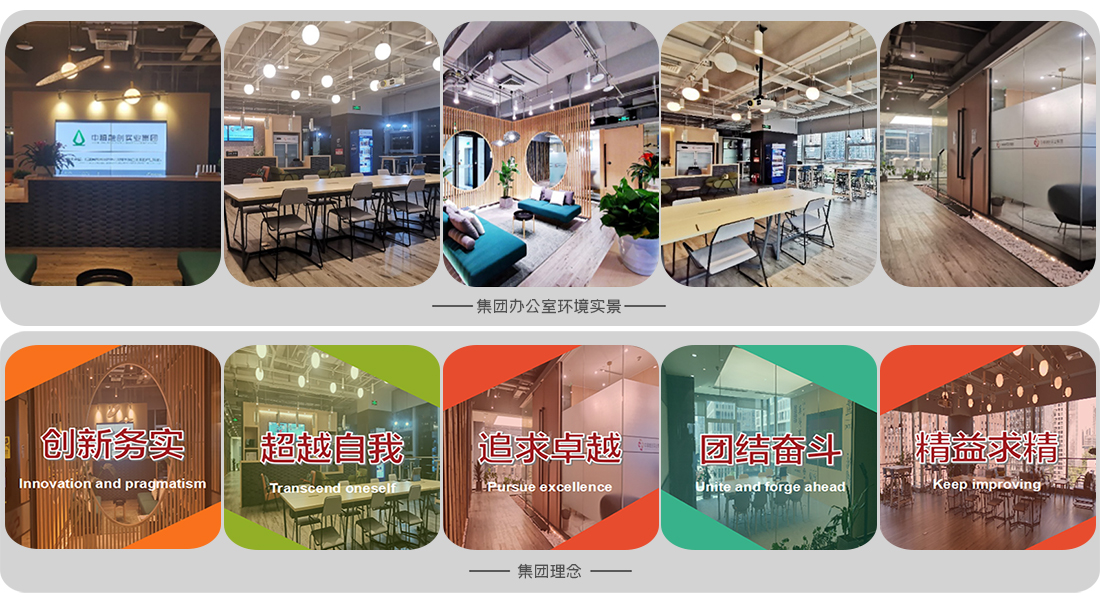 中植融创实业集团
集团办公室环境实景
创新务实
Innovation and pragmatism
超越自我
Transcend oneself
追求卓越
Pursue excellence
团结奋斗
Unite and forge ahead
精益求精
Keep improving
集团理念